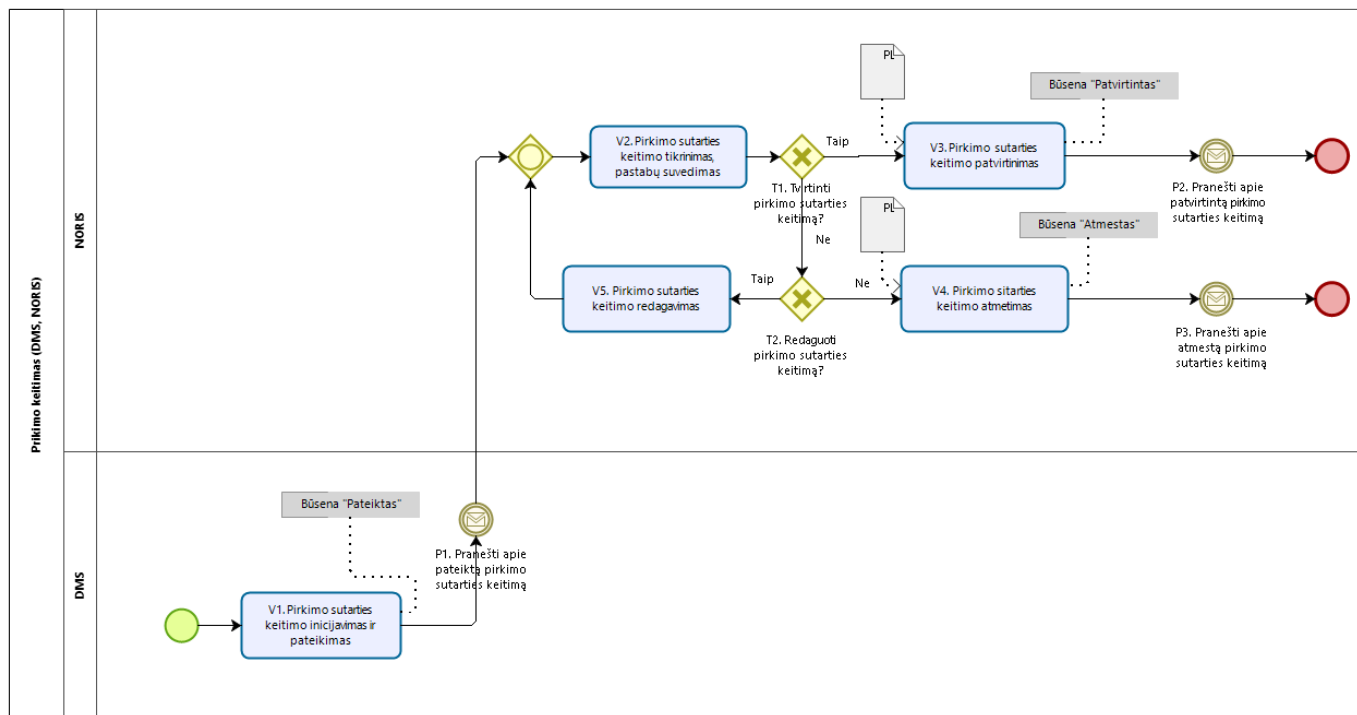 Prikimo keitimas (DMS, NORIS)
NORIS
PL
Būsena "Patvirtintas"
V2. Pirkimo sutarties
keitimo tikrinimas,
pastabų suvedimas
Taip
V3. Pirkimo sutarties
keitimo patvirtinimas
T1. Tvirtinti
pirkimo sutarties
keitimą?
P2. Pranešti apie
patvirtintą pirkimo
sutarties keitimą
Ne
PL
Būsena "Atmestas"
V5. Pirkimo sutarties
keitimo redagavimas
Taip
Ne
V4. Pirkimo sitarties
keitimo atmetimas
T2. Redaguoti
pirkimo sutarties
keitimą?
P3. Pranešti apie
atmestą pirkimo
sutarties keitimą
DMS
Būsena "Pateiktas"
P1. Pranešti apie
pateiktą pirkimo
sutarties keitimą
V1. Pirkimo sutarties
keitimo inicijavimas ir
pateikimas